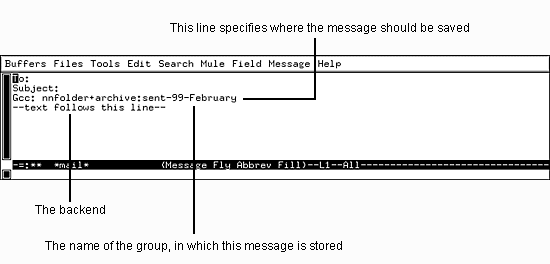 This line specifies where the message should be saved
Buffers Files Tools Edit Search Mule Field Message Help
To:
Subject:
Gcc: nnfolder+archive:sent-99-February
--text follows this line--
-=:** *mail* (Message Fly Abbrev Fill)--L1--All--------------------------------
The backend
The name of the group, in which this message is stored